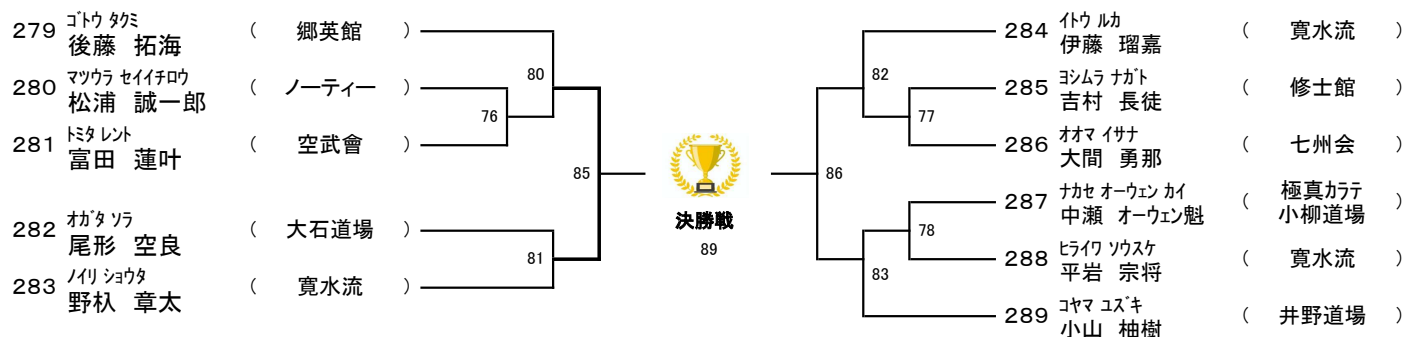 ゴトウ タクミ
279 後藤 拓海 ( 郷英館 )
マツウラ セイイチロウ
280 松浦 誠一郎 ( ノーティー )
トミタ レント
281 富田 蓮叶 ( 空武會 )
オガタ ソラ
282 尾形 空良 ( 大石道場 )
ノイリ ショウタ
283 野杁 章太 ( 寛水流 )
80
76
85
81
決勝戦
89
82
77
86
78
83
イトウ ルカ
284 伊藤 瑠嘉 ( 寛水流 )
ヨシムラ ナガト
285 吉村 長徒 ( 修士館 )
オオマ イサナ
286 大間 勇那 ( 七州会 )
ナカセ オーウェン カイ
287 中瀬 オーウェン魁 ( 極真カラテ
小柳道場 )
ヒライワ ソウスケ
288 平岩 宗将 ( 寛水流 )
コヤマ ユズキ
289 小山 柚樹 ( 井野道場 )